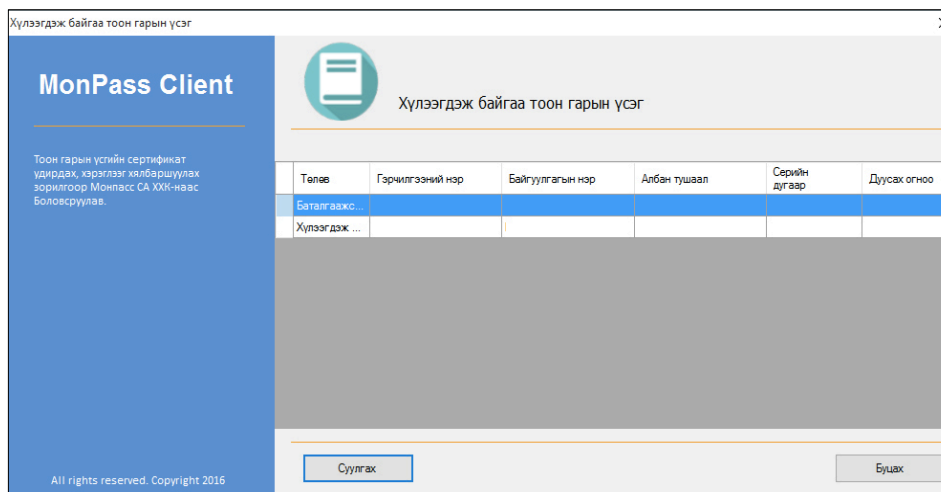 Хүлээгдэж байгаа тоон гарын үсэг
MonPass Client
Тоон гарын үсгийн сертификат
удирдах, хэрэглээг хялбаршуулах
зорилгоор Монпасс СА ХХК-наас
Боловсруулав.
All rights reserved. Copyright 2016
Хүлээгдэж байгаа тоон гарын үсэг
Төлөв Гэрчилгээний нэр Байгуулгагын нэр Албан тушаал Серийн дугаар Дуусах огноо
Баталгаажс...
Хүлээгдэж ...
Суулгах Буцах